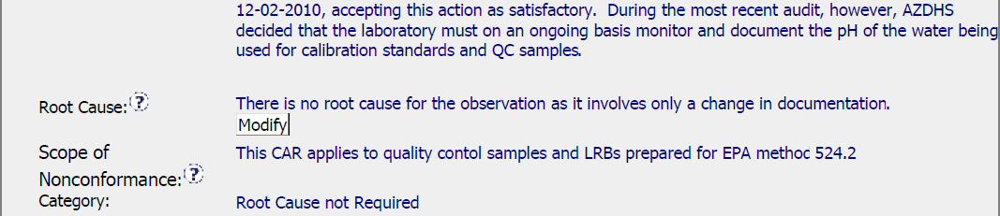 12-02-2010, accepting this action as satisfactory. During the most recent audit, however, AZDHS
decided that the laboratory must on an ongoing basis monitor and document the pH of the water being
used for calibration standards and QC samples.
Root Cause: ? There is no root cause for the observation as it involves only a change in documentation.
Modify
Scope of
Nonconformance: ?
This CAR applies to quality contol samples and LRBs prepared for EPA methoc 524.2
Category: Root Cause not Required